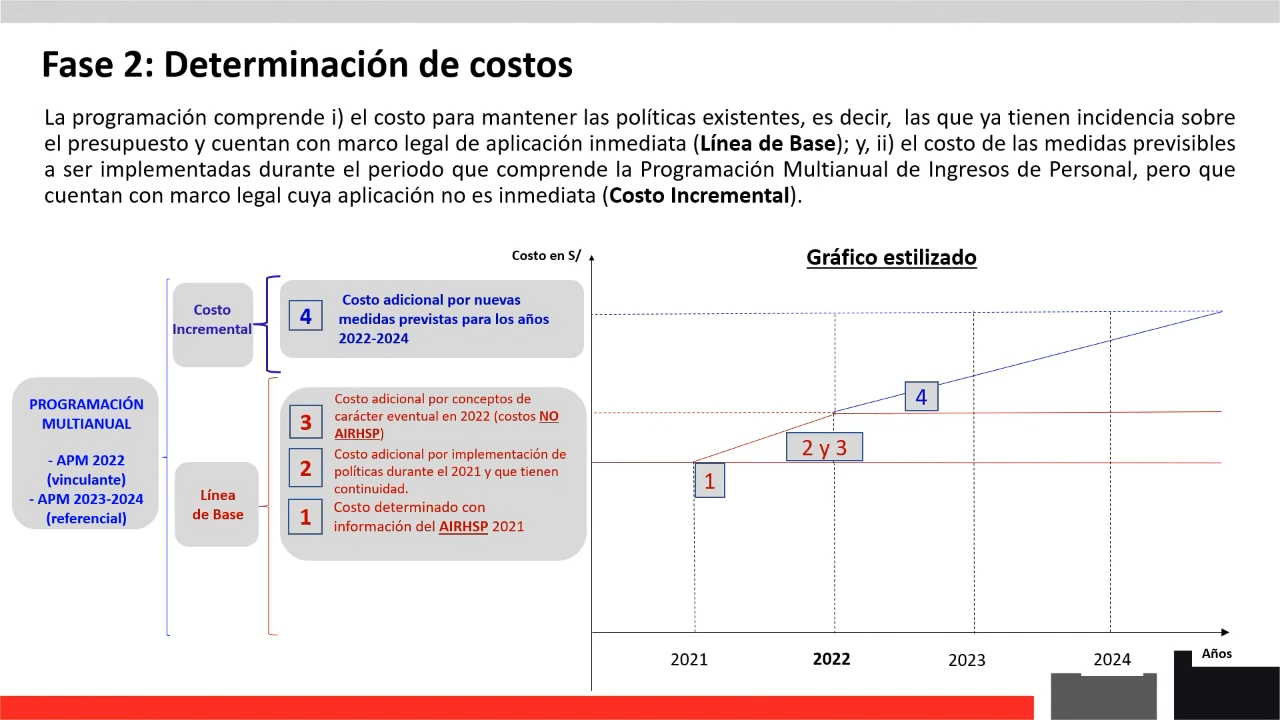 Fase 2: Determinación de costos
La programación comprende i) el costo para mantener las políticas existentes, es decir, las que ya tienen incidencia sobre
el presupuesto y cuentan con marco legal de aplicación inmediata (Línea de Base); y, ii) el costo de las medidas previsibles
a ser implementadas durante el periodo que comprende la Programación Multianual de Ingresos de Personal, pero que
cuentan con marco legal cuya aplicación no es inmediata (Costo Incremental).
PROGRAMACIÓN
MULTIANUAL
- APM 2022
(vinculante)
- APM 2023-2024
(referencial)
Costo
Incremental
4
Costo adicional por nuevas
medidas previstas para los años
2022-2024
Línea
de Base
3
Costo adicional por conceptos de
carácter eventual en 2022 (costos NO
AIRHSP)
2
Costo adicional por implementación de
políticas durante el 2021 y que tienen
continuidad.
1
Costo determinado con
información del AIRHSP 2021
Costo en S/
Gráfico estilizado
4
2 y 3
1
2021
2022
2023
2024
Años